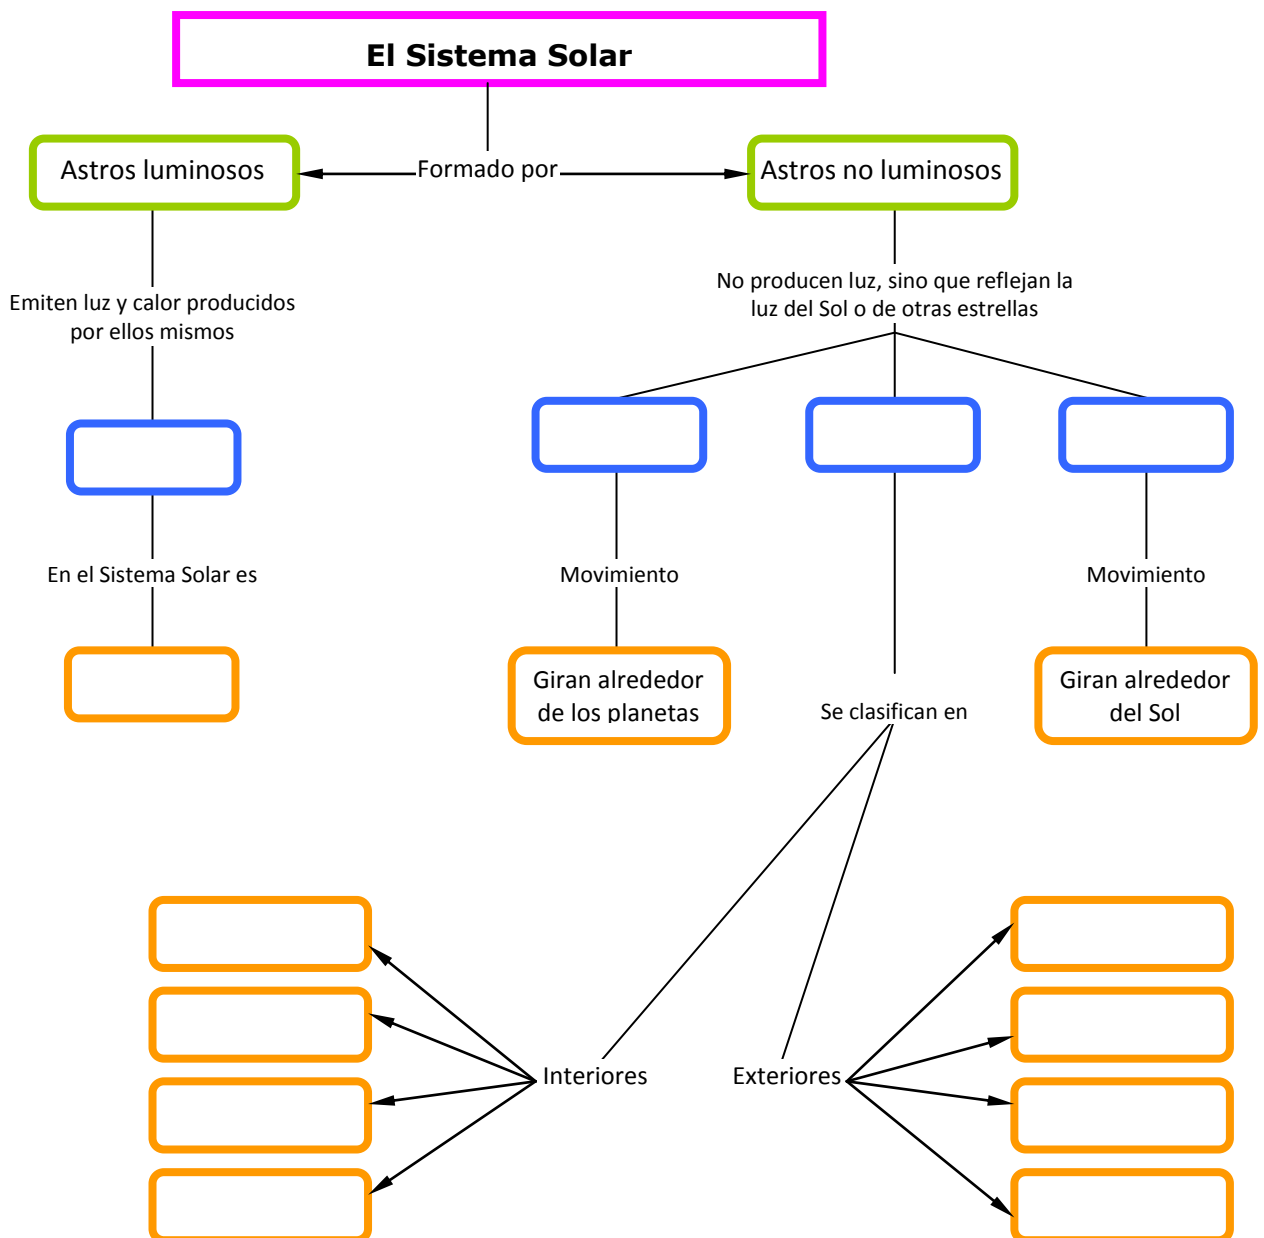 El Sistema Solar
Astros luminosos
Formado por
Astros no luminosos
Emiten luz y calor producidos
por ellos mismos
No producen luz, sino que reflejan la
luz del Sol o de otras estrellas
En el Sistema Solar es
Movimiento
Movimiento
Giran alrededor
de los planetas
Se clasifican en
Giran alrededor
del Sol
Interiores
Exteriores